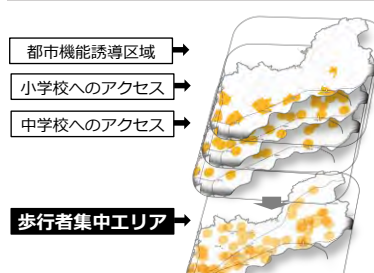 都市機能誘導区域
小学校へのアクセス
中学校へのアクセス
歩行者集中エリア